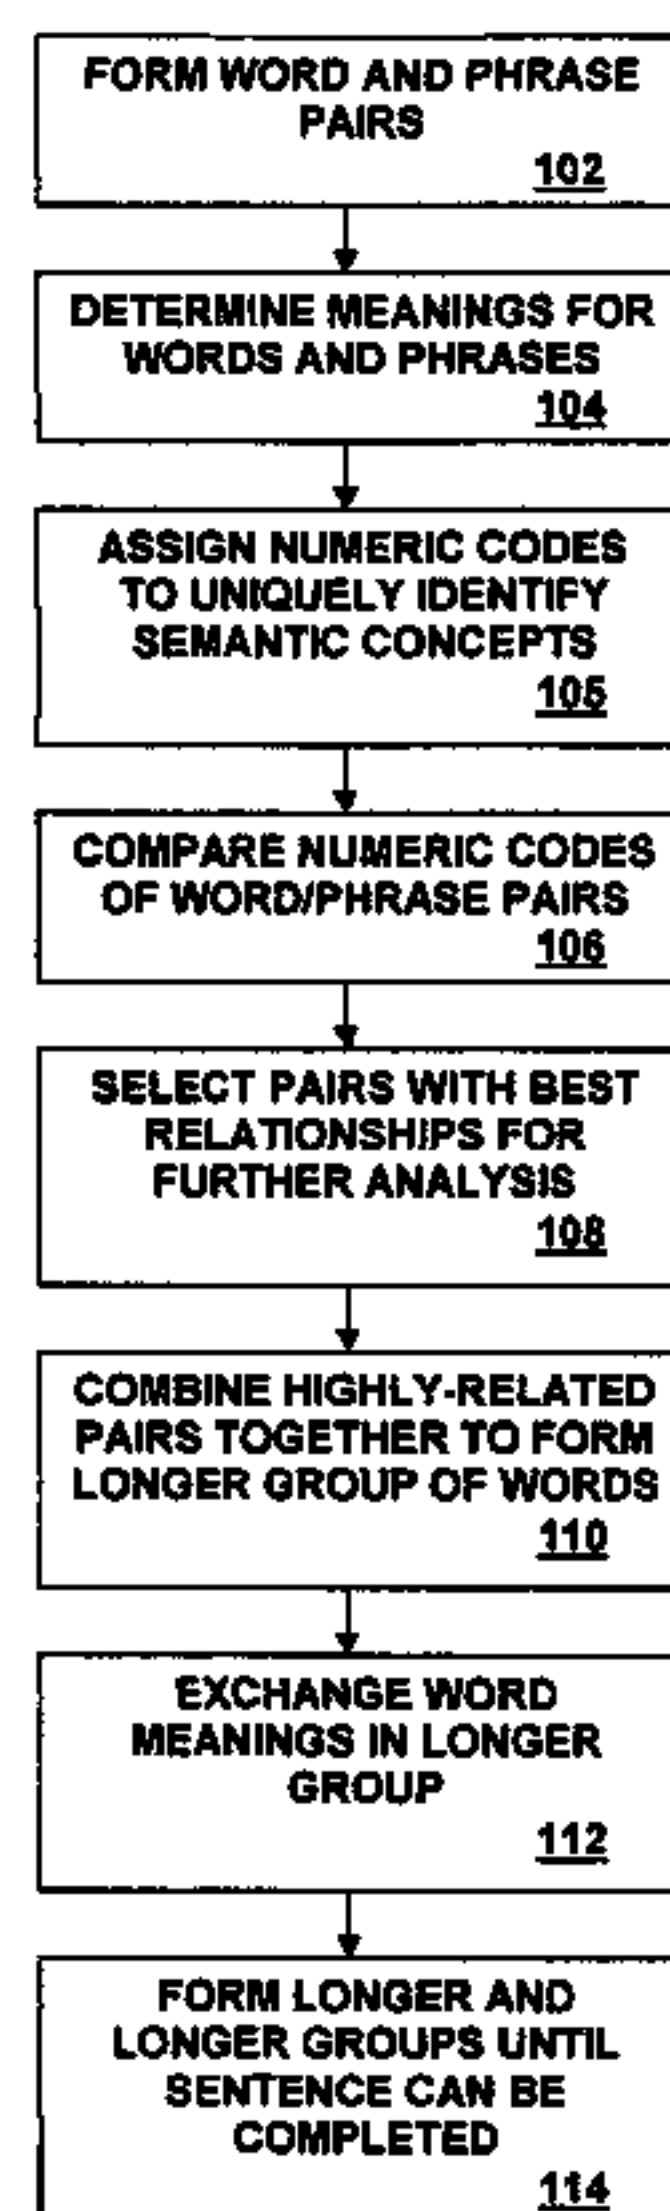 FORM WORD AND PHRASE
PAIRS
102
DETERMINE MEANINGS FOR
WORDS AND PHRASES
104
ASSIGN NUMERIC CODES
TO UNIQUELY IDENTIFY
SEMANTIC CONCEPTS
105
COMPARE NUMERIC CODES
OF WORD/PHRASE PAIRS
106
SELECT PAIRS WITH BEST
RELATIONSHIPS FOR
FURTHER ANALYSIS
108
COMBINE HIGHLY-RELATED
PAIRS TOGETHER TO FORM
LONGER GROUP OF WORDS
110
EXCHANGE WORD
MEANINGS IN LONGER
GROUP
112
FORM LONGER AND
LONGER GROUPS UNTIL
SENTENCE CAN BE
COMPLETED
114